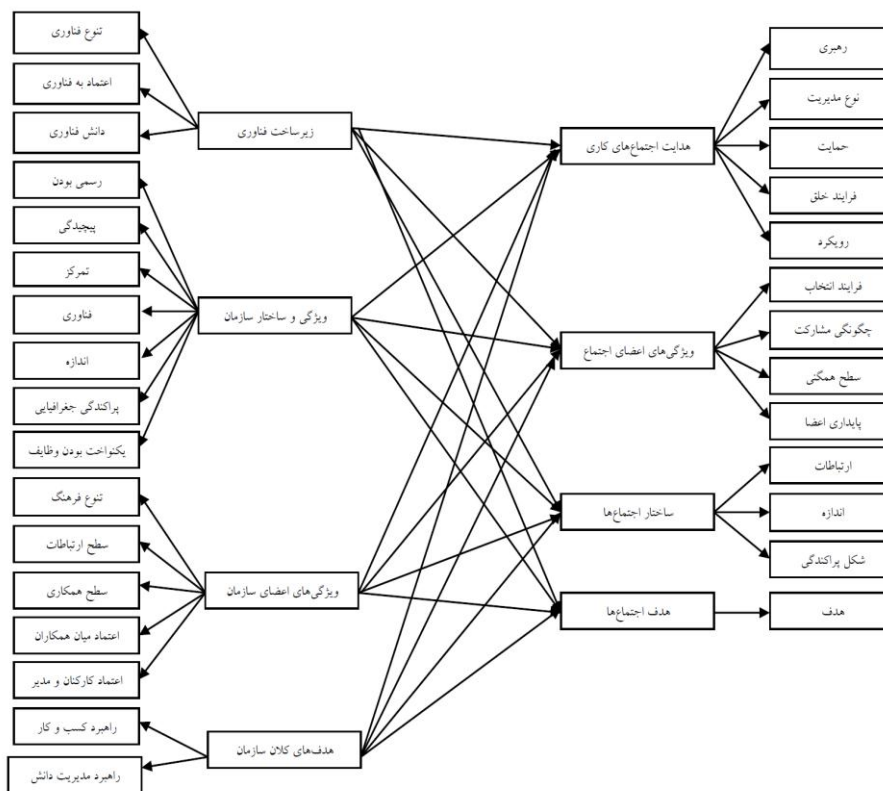 رهبری
نوع مدیریت
حمایت
فرایند خلق
رویکرد
فرایند انتخاب
چگونگی مشارکت
سطح همگنی
پایداری اعضا
ارتباطات
اندازه
شکل پراکندگی
هدف
هدایت اجتماع‌های کاری
ویژگی‌های اعضای اجتماع
ساختار اجتماع‌ها
هدف اجتماع‌ها
زیرساخت فناوری
ویژگی و ساختار سازمان
ویژگی‌های اعضای سازمان
هدف‌های کلان سازمان
تنوع فناوری
اعتماد به فناوری
دانش فناوری
رسمی بودن
پیچیدگی
تمرکز
فناوری
اندازه
پراکندگی جغرافیایی
یکنواخت بودن وظایف
تنوع فرهنگ
سطح ارتباطات
سطح همکاری
اعتماد میان همکاران
اعتماد کارکنان و مدیر
راهبرد کسب و کار
راهبرد مدیریت دانش